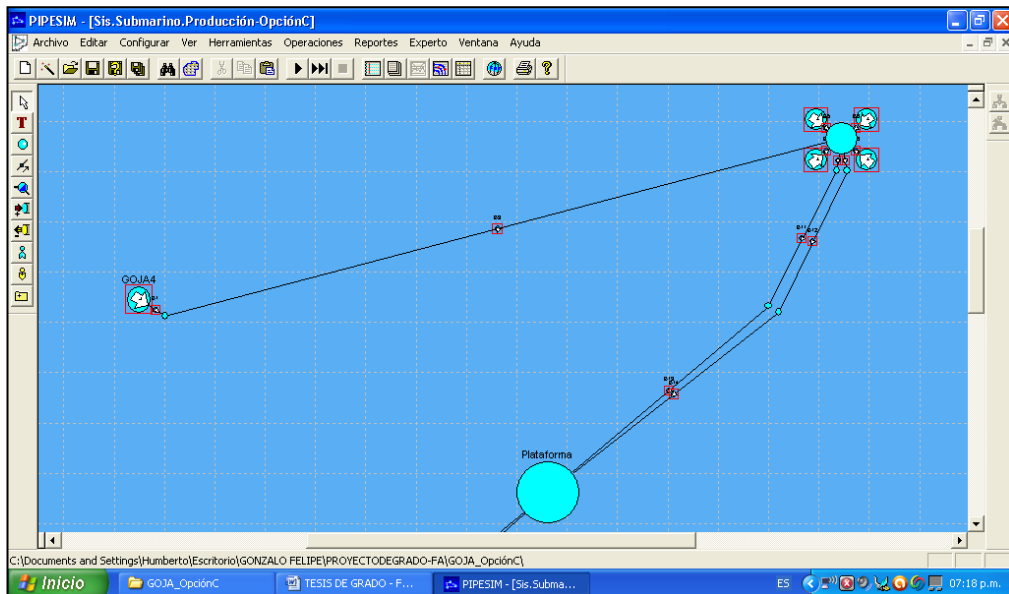 PIPESIM - [Sis.Submarino.Producción-OpciónC]
Archivo Editar Configurar Ver Herramientas Operaciones Reportes Experto Ventana Ayuda
T
GOJA4
Plataforma
C:\Documents and Settings\Humberto\Escritorio\GONZALO FELIPE\PROYECTODEGRADO-FA\GOJA_OpciónC\
Inicio GOJA_OpciónC TESIS DE GRADO - F... PIPESIM - [Sis.Subma... ES 07:18 p.m.